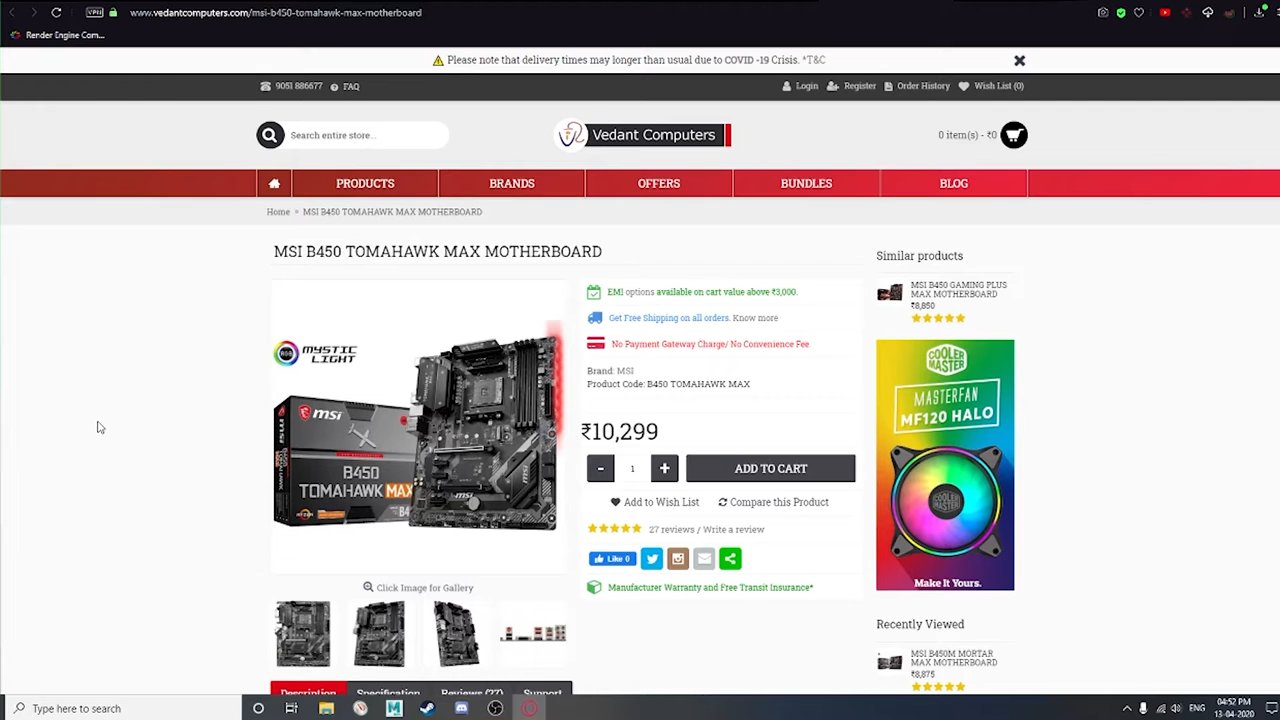 VPN
www.vedantcomputers.com/msi-b450-tomahawk-max-motherboard
Render Engine Com...
Please note that delivery times may longer than usual due to COVID -19 Crisis. *T&C
9051 886677 FAQ
Login Register Order History Wish List (0)
Search entire store...
Vedant Computers
0 item(s) - ₹0
PRODUCTS
BRANDS
OFFERS
BUNDLES
BLOG
Home » MSI B450 TOMAHAWK MAX MOTHERBOARD
MSI B450 TOMAHAWK MAX MOTHERBOARD
RGB MYSTIC LIGHT
msi
B450
TOMAHAWK MAX
msi
Click Image for Gallery
EMI options available on cart value above ₹3,000.
Get Free Shipping on all orders. Know more
No Payment Gateway Charge/ No Convenience Fee.
Brand: MSI
Product Code: B450 TOMAHAWK MAX
₹10,299
- 1 + ADD TO CART
Add to Wish List Compare this Product
27 reviews / Write a review
Like 0
Manufacturer Warranty and Free Transit Insurance*
Similar products
MSI B450 GAMING PLUS
MAX MOTHERBOARD
₹8,850
COOLER
MASTER
MASTERFAN
MF120 HALO
Make It Yours.
Recently Viewed
MSI B450M MORTAR
MAX MOTHERBOARD
₹8,875
Description Specification Reviews (27) Support
Type here to search
ENG
04:52 PM
13-04-2020